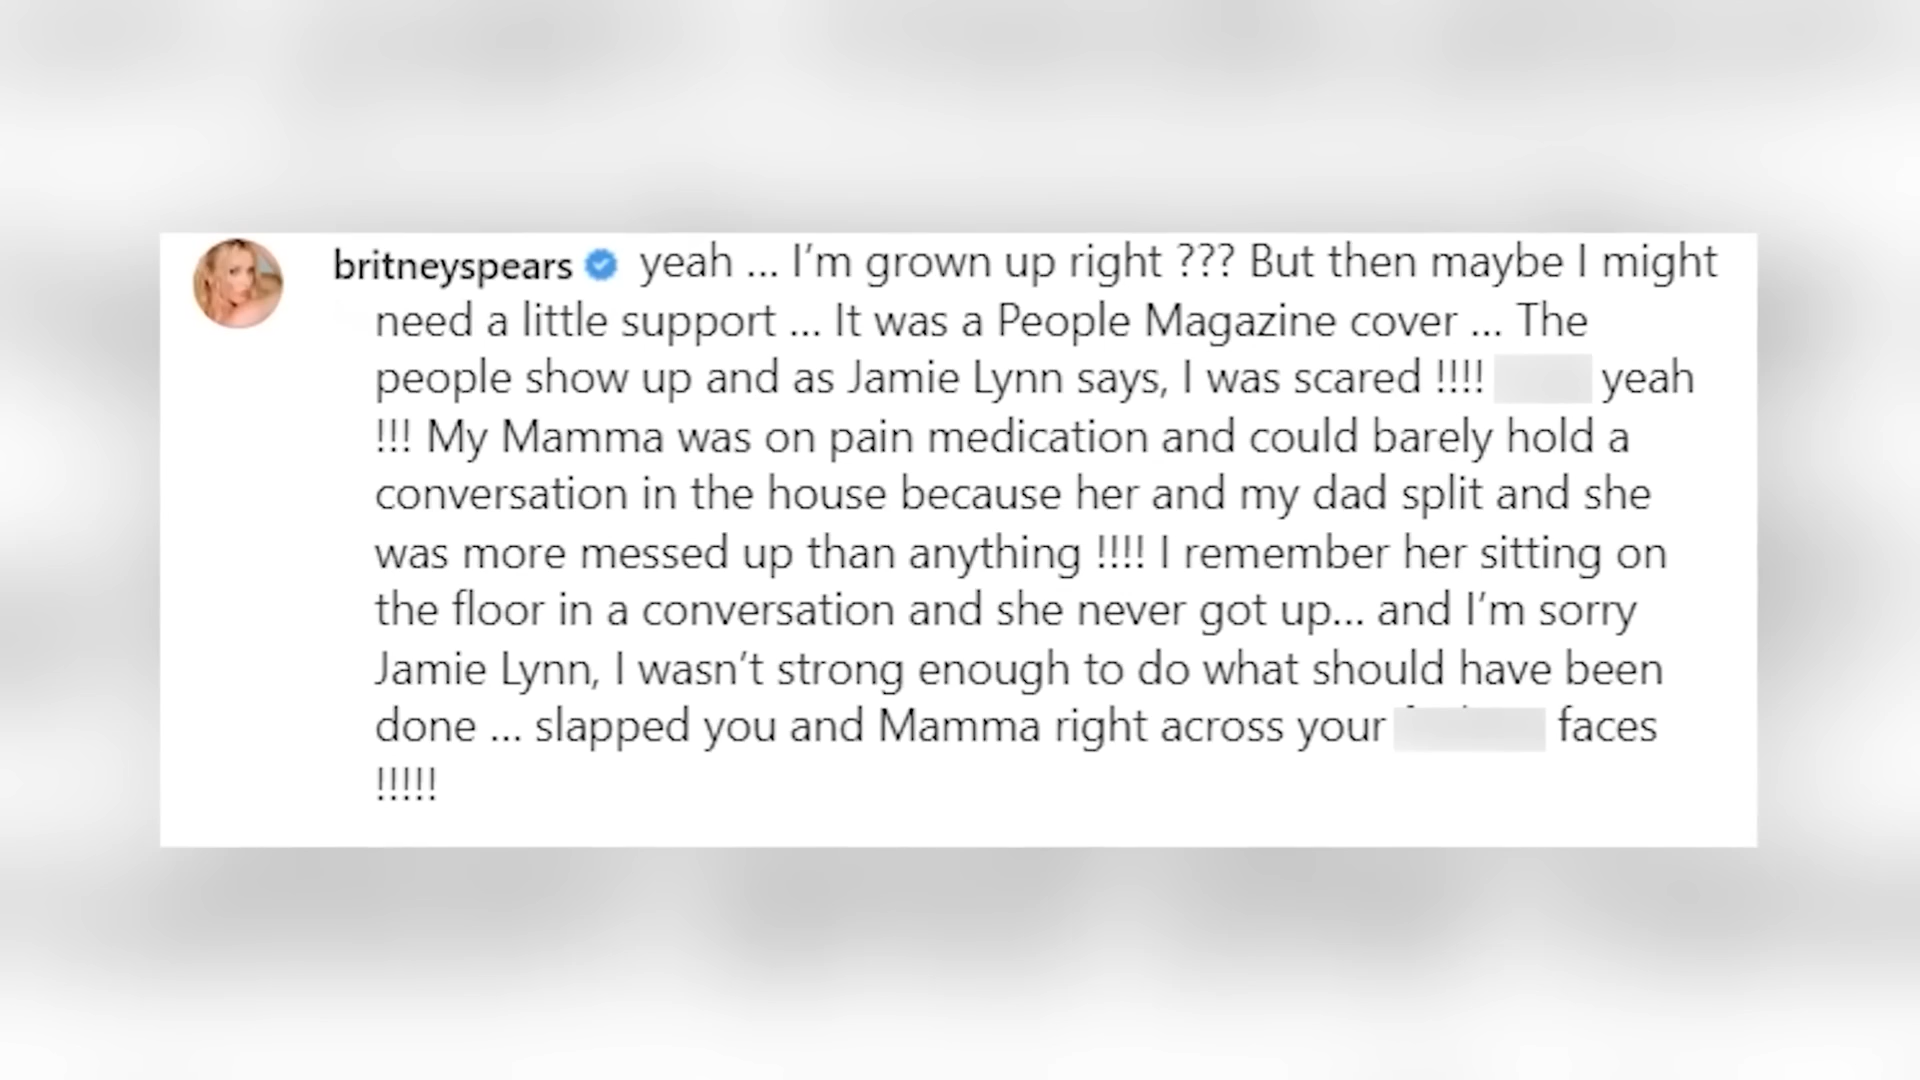 britneyspears yeah ... I’m grown up right ??? But then maybe I might
need a little support ... It was a People Magazine cover ... The
people show up and as Jamie Lynn says, I was scared !!!! yeah
!!! My Mamma was on pain medication and could barely hold a
conversation in the house because her and my dad split and she
was more messed up than anything !!!! I remember her sitting on
the floor in a conversation and she never got up... and I’m sorry
Jamie Lynn, I wasn’t strong enough to do what should have been
done ... slapped you and Mamma right across your faces
!!!!!